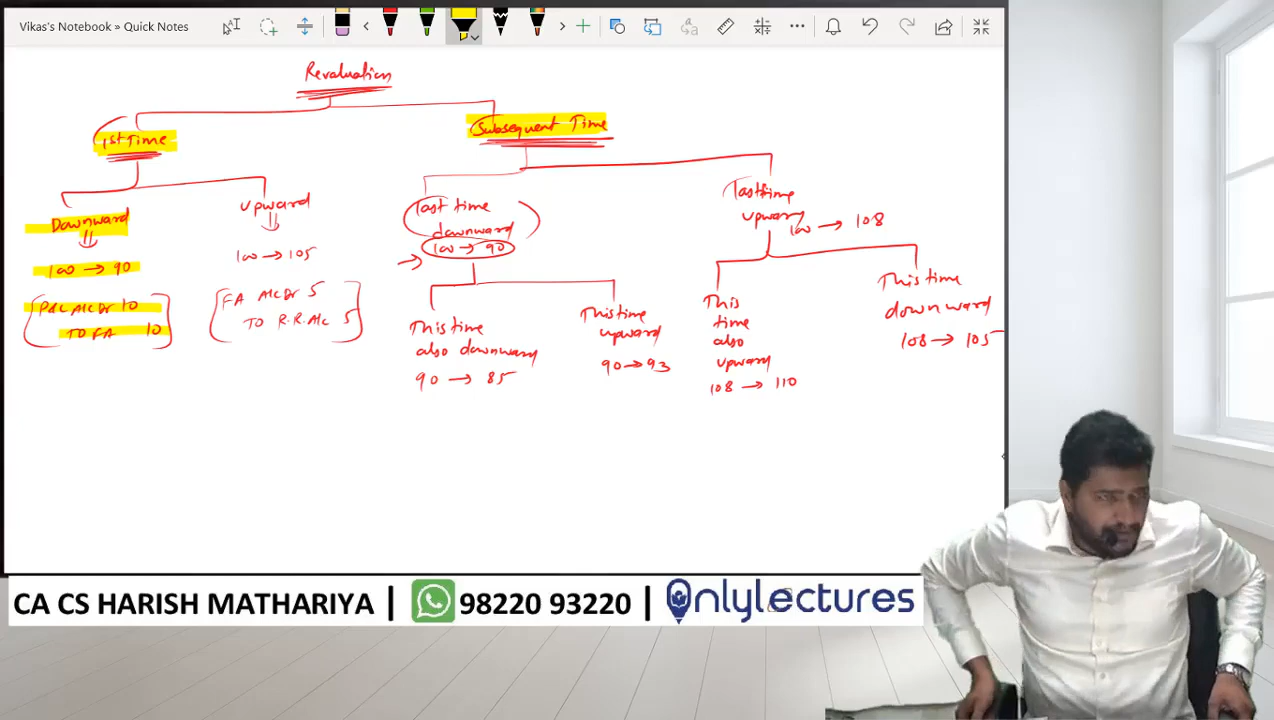 Vikas's Notebook » Quick Notes
Revaluation
1st Time
Subsequent Time
Downward
100 → 90
P&L A/c Dr 10
TO FA 10
upward
100 → 105
FA A/c Dr 5
TO R.R. A/c 5
last time
downward
100 → 90
This time
also downward
90 → 85
This time
upward
90 → 93
last time
upward
100 → 108
This
time
also
upward
108 → 110
This time
downward
108 → 105
CA CS HARISH MATHARIYA | 98220 93220 | Onlylectures